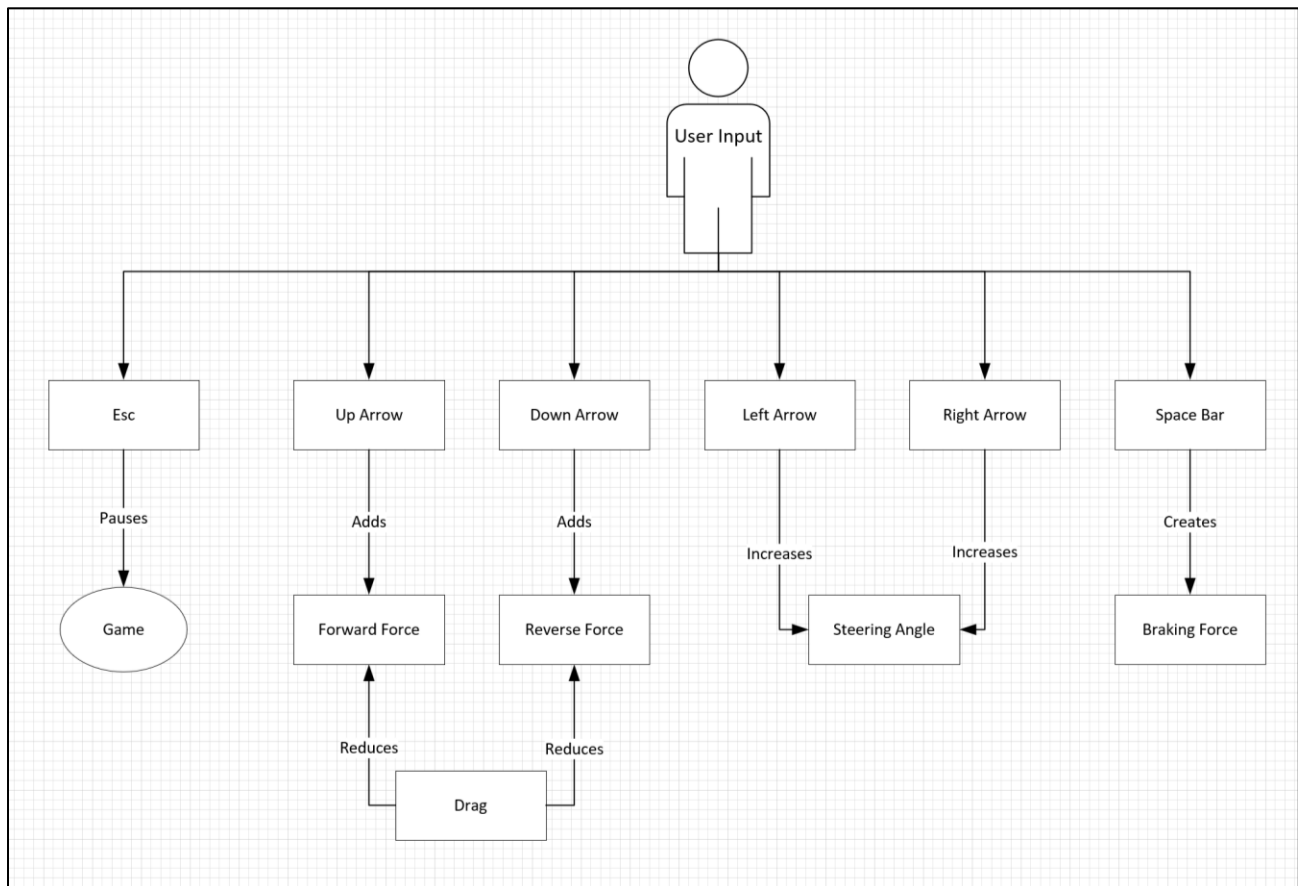 User Input
Esc
Up Arrow
Down Arrow
Left Arrow
Right Arrow
Space Bar
Pauses
Adds
Adds
Increases
Increases
Creates
Game
Forward Force
Reverse Force
Steering Angle
Braking Force
Reduces
Reduces
Drag